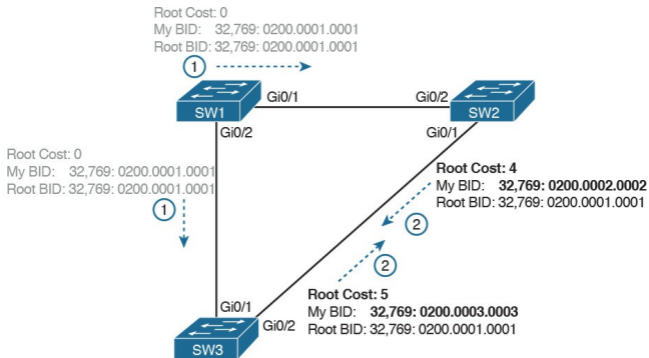 Root Cost: 0
My BID: 32,769: 0200.0001.0001
Root BID: 32,769: 0200.0001.0001
1
Gi0/1
Gi0/2
SW1
SW2
Gi0/2
Gi0/1
Root Cost: 0
My BID: 32,769: 0200.0001.0001
Root BID: 32,769: 0200.0001.0001
1
Root Cost: 4
My BID: 32,769: 0200.0002.0002
Root BID: 32,769: 0200.0001.0001
2
2
Root Cost: 5
My BID: 32,769: 0200.0003.0003
Root BID: 32,769: 0200.0001.0001
Gi0/1
Gi0/2
SW3